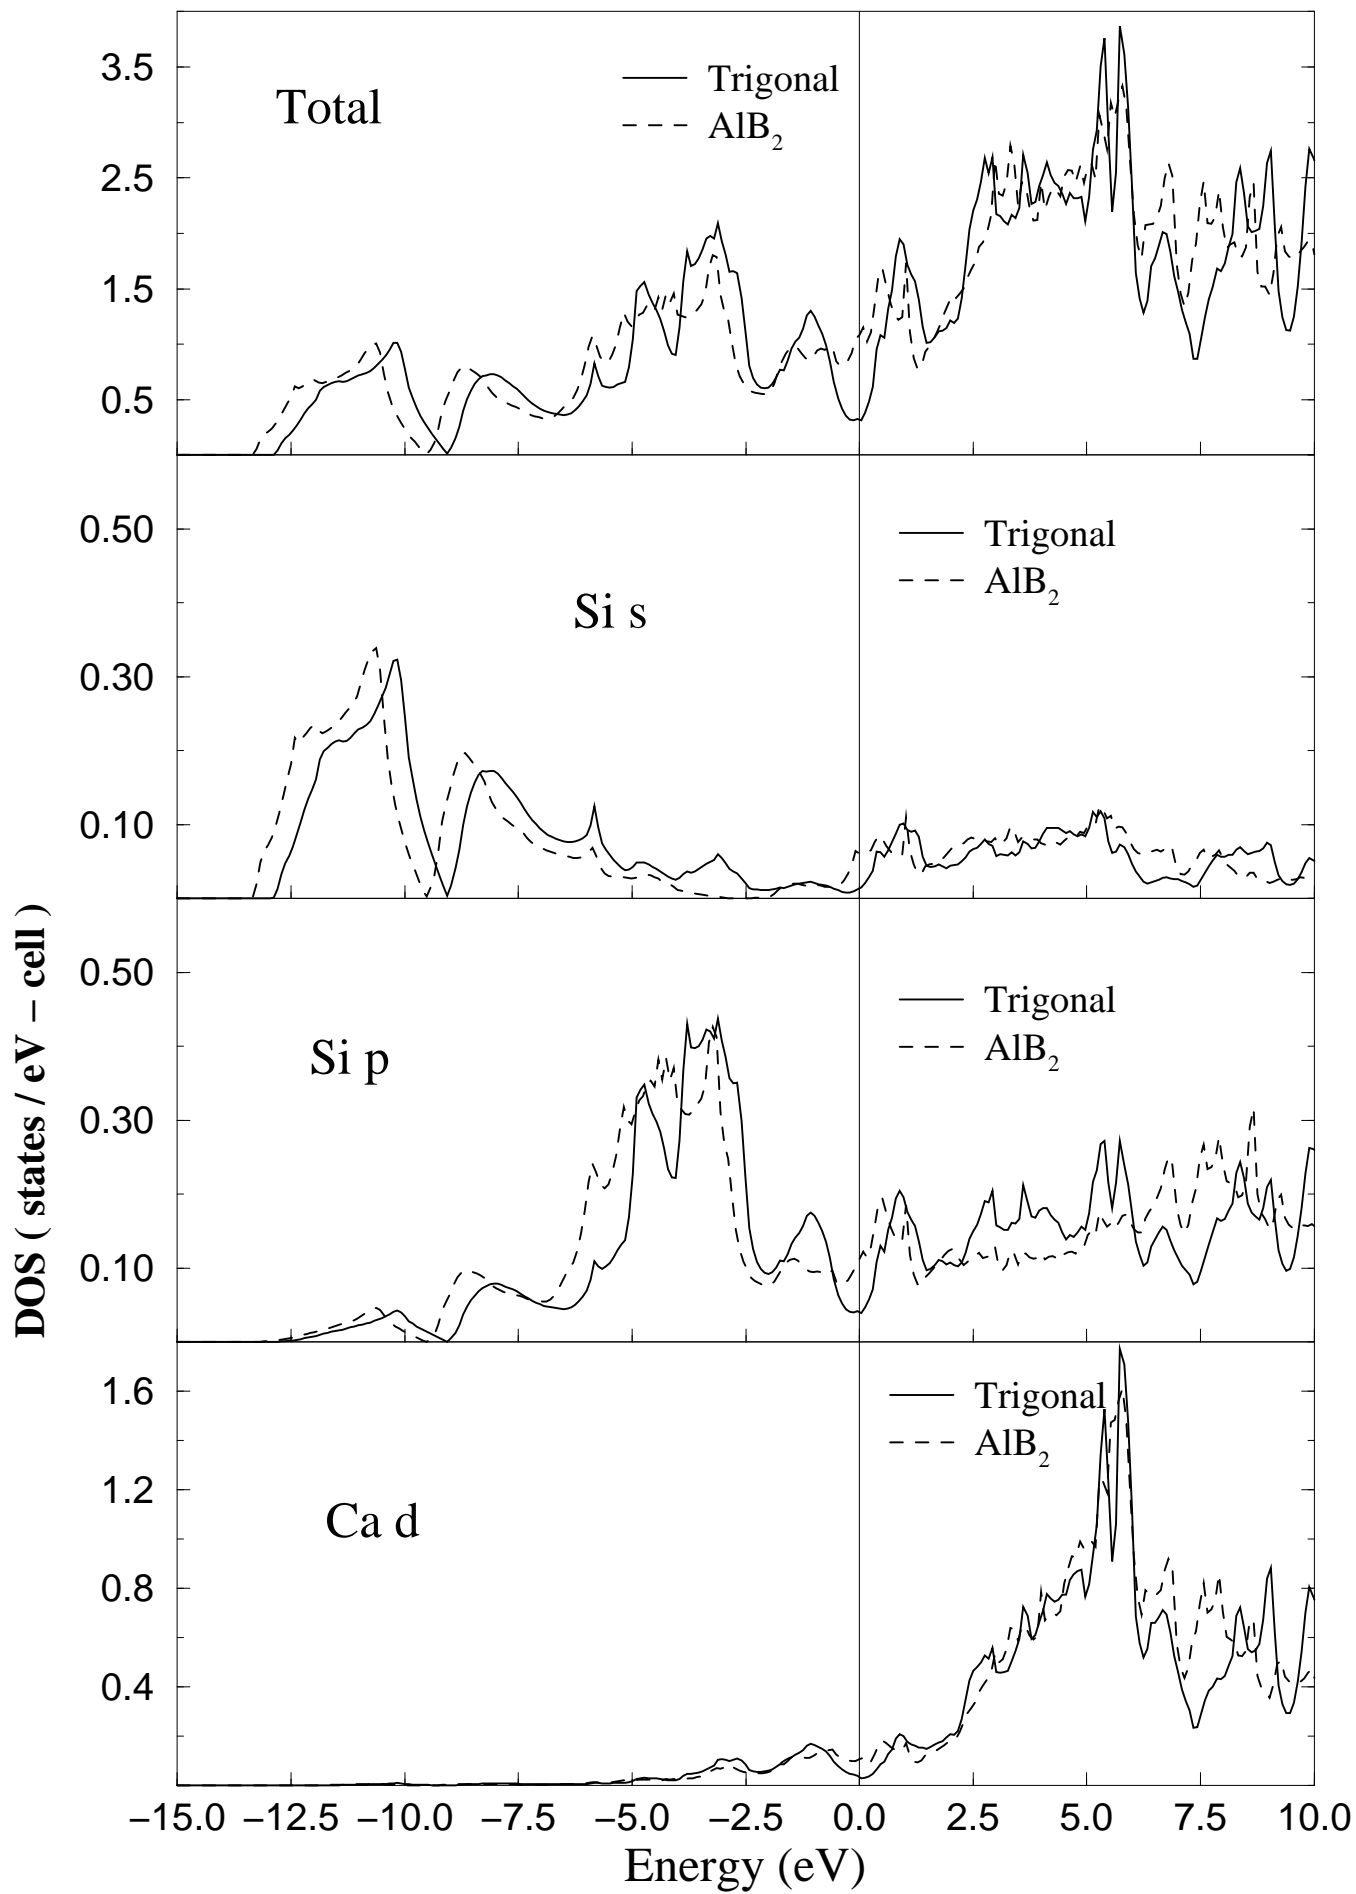 3.5
2.5
1.5
0.5
Total
Trigonal
AlB2
0.50
0.30
0.10
Si s
Trigonal
AlB2
0.50
0.30
0.10
Si p
Trigonal
AlB2
1.6
1.2
0.8
0.4
Ca d
Trigonal
AlB2
DOS ( states / eV – cell )
−15.0 −12.5 −10.0 −7.5 −5.0 −2.5 0.0 2.5 5.0 7.5 10.0
Energy (eV)